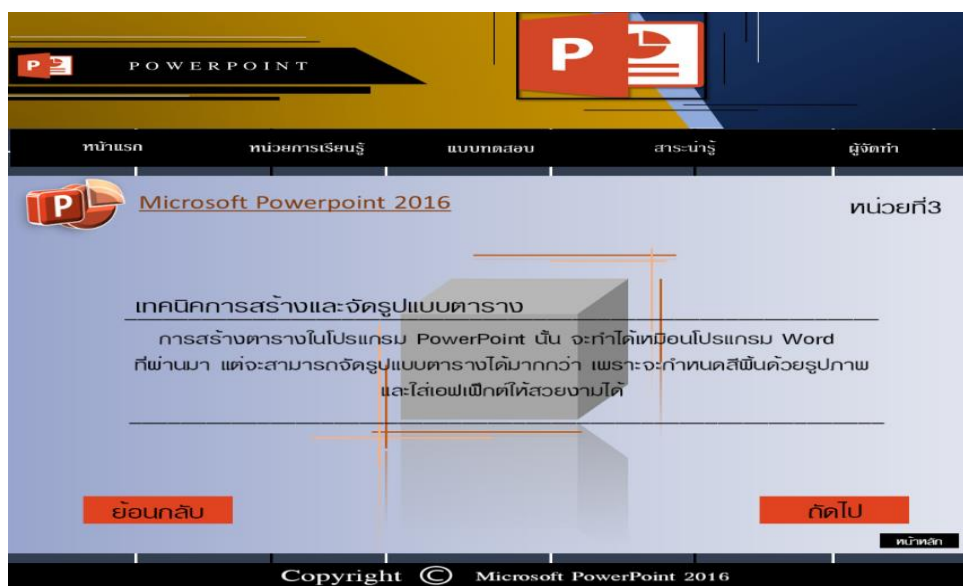 P POWERPOINT
P
หน้าแรก หน่วยการเรียนรู้ แบบทดสอบ สาระน่ารู้ ผู้จัดทำ
P Microsoft Powerpoint 2016 หน่วยที่3
เทคนิคการสร้างและจัดรูปแบบตาราง
การสร้างตารางในโปรแกรม PowerPoint นั้น จะทำได้เหมือนโปรแกรม Word
ที่ผ่านมา แต่จะสามารถจัดรูปแบบตารางได้มากกว่า เพราะจะกำหนดสีพื้นด้วยรูปภาพ
และใส่เอฟเฟ็กต์ให้สวยงามได้
ย้อนกลับ ถัดไป
หน้าหลัก
Copyright © Microsoft PowerPoint 2016